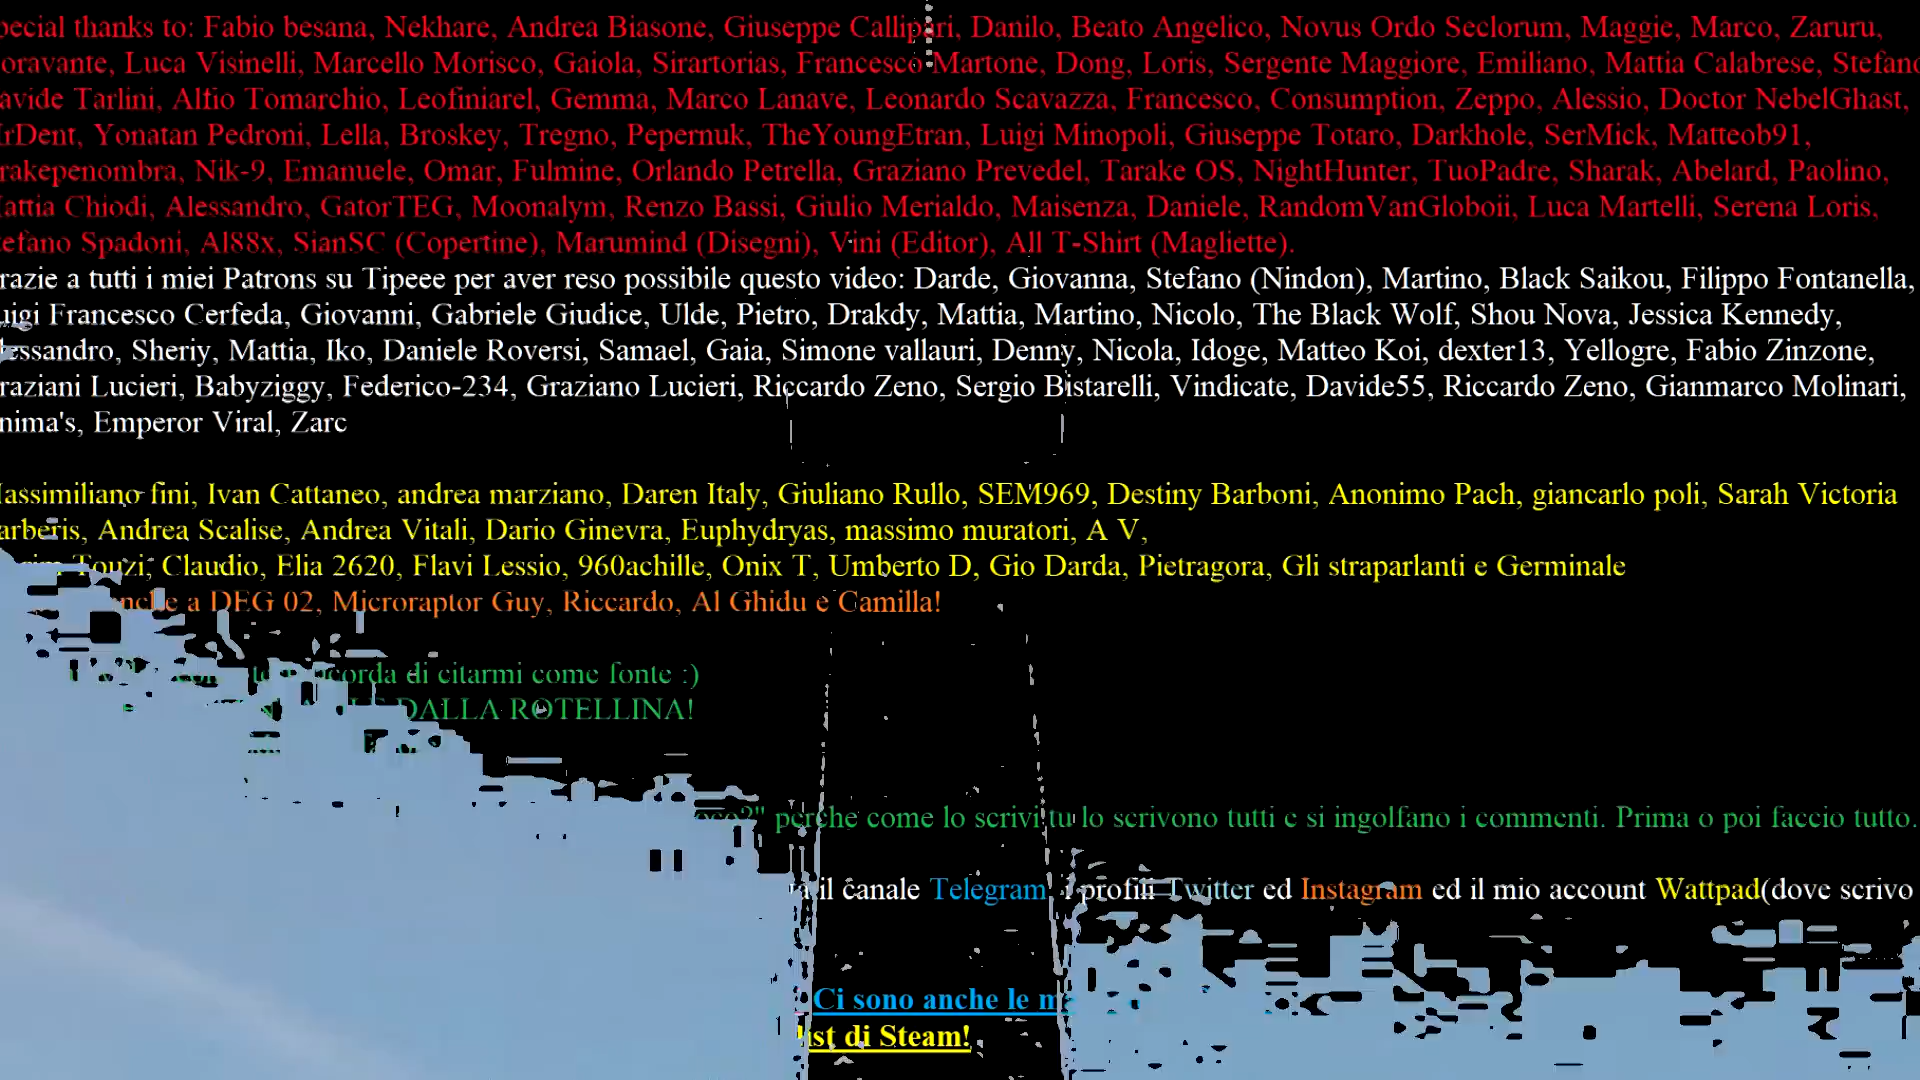 pecial thanks to: Fabio besana, Nekhare, Andrea Biasone, Giuseppe Callipari, Danilo, Beato Angelico, Novus Ordo Seclorum, Maggie, Marco, Zaruru,
oravante, Luca Visinelli, Marcello Morisco, Gaiola, Sirartorias, Francesco Martone, Dong, Loris, Sergente Maggiore, Emiliano, Mattia Calabrese, Stefano
avide Tarlini, Alfio Tomarchio, Leofiniarel, Gemma, Marco Lanave, Leonardo Scavazza, Francesco, Consumption, Zeppo, Alessio, Doctor NebelGhast,
rDent, Yonatan Pedroni, Lella, Broskey, Tregno, Pepernuk, TheYoungEtran, Luigi Minopoli, Giuseppe Totaro, Darkhole, SerMick, Matteob91,
rakepenombra, Nik-9, Emanuele, Omar, Fulmine, Orlando Petrella, Graziano Prevedel, Tarake OS, NightHunter, TuoPadre, Sharak, Abelard, Paolino,
attia Chiodi, Alessandro, GatorTEG, Moonalym, Renzo Bassi, Giulio Merialdo, Maisenza, Daniele, RandomVanGloboii, Luca Martelli, Serena Loris,
tefano Spadoni, Al88x, SianSC (Copertine), Marumind (Disegni), Vini (Editor), All T-Shirt (Magliette).
razie a tutti i miei Patrons su Tipeee per aver reso possibile questo video: Darde, Giovanna, Stefano (Nindon), Martino, Black Saikou, Filippo Fontanella,
uigi Francesco Cerfeda, Giovanni, Gabriele Giudice, Ulde, Pietro, Drakdy, Mattia, Martino, Nicolo, The Black Wolf, Shou Nova, Jessica Kennedy,
lessandro, Sheriy, Mattia, Iko, Daniele Roversi, Samael, Gaia, Simone vallauri, Denny, Nicola, Idoge, Matteo Koi, dexter13, Yellogre, Fabio Zinzone,
raziani Lucieri, Babyziggy, Federico-234, Graziano Lucieri, Riccardo Zeno, Sergio Bistarelli, Vindicate, Davide55, Riccardo Zeno, Gianmarco Molinari,
nima's, Emperor Viral, Zarc
assimiliano fini, Ivan Cattaneo, andrea marziano, Daren Italy, Giuliano Rullo, SEM969, Destiny Barboni, Anonimo Pach, giancarlo poli, Sarah Victoria
arberis, Andrea Scalise, Andrea Vitali, Dario Ginevra, Euphydryas, massimo muratori, A V,
Touzi, Claudio, Elia 2620, Flavi Lessio, 960achille, Onix T, Umberto D, Gio Darda, Pietragora, Gli straparlanti e Germinale
anche a DEG 02, Microraptor Guy, Riccardo, Al Ghidu e Camilla!
corda di citarmi come fonte :)
DALLA ROTELLINA!
perche come lo scrivi tu lo scrivono tutti e si ingolfano i commenti. Prima o poi faccio tutto.
il canale Telegram, i profili Twitter ed Instagram ed il mio account Wattpad(dove scrivo
Ci sono anche le
di Steam!